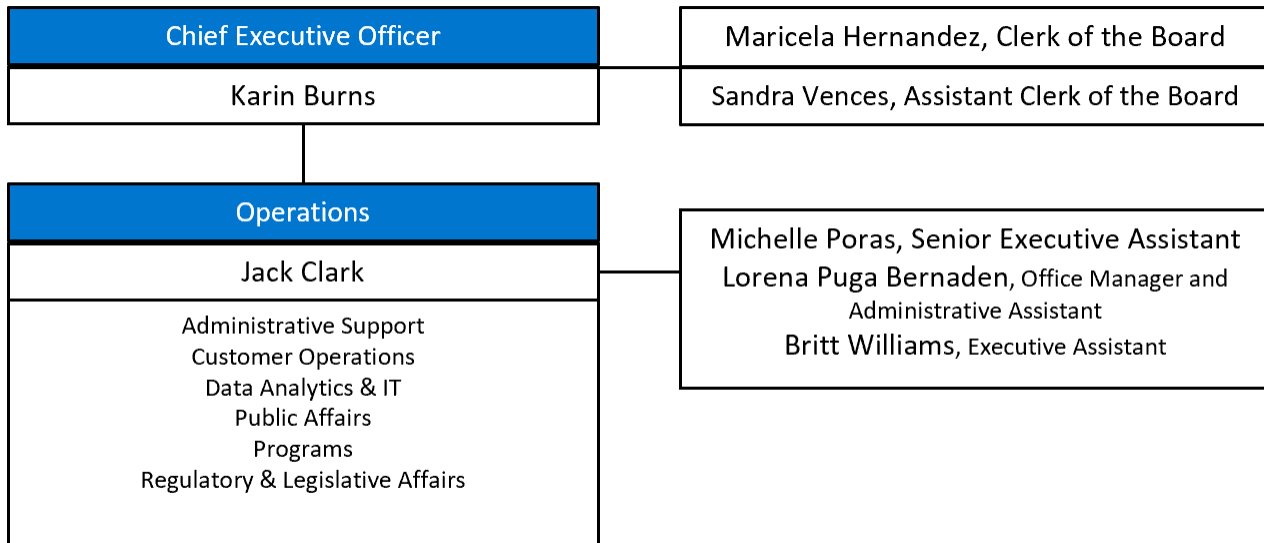 Chief Executive Officer
Karin Burns
Maricela Hernandez, Clerk of the Board
Sandra Vences, Assistant Clerk of the Board
Operations
Jack Clark
Administrative Support
Customer Operations
Data Analytics & IT
Public Affairs
Programs
Regulatory & Legislative Affairs
Michelle Poras, Senior Executive Assistant
Lorena Puga Bernaden, Office Manager and
Administrative Assistant
Britt Williams, Executive Assistant